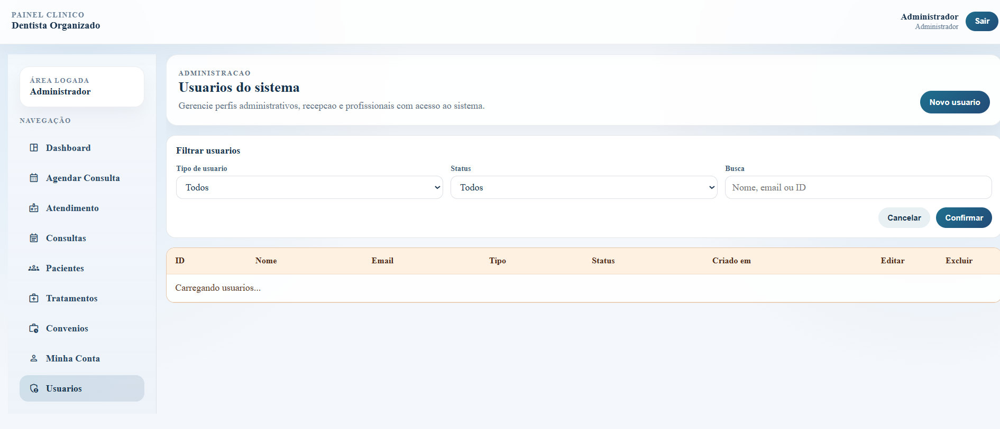 PAINEL CLINICO
Dentista Organizado
Administrador
Administrador
Sair
ÁREA LOGADA
Administrador
NAVEGAÇÃO
Dashboard
Agendar Consulta
Atendimento
Consultas
Pacientes
Tratamentos
Convenios
Minha Conta
Usuarios
ADMINISTRACAO
Usuarios do sistema
Gerencie perfis administrativos, recepcao e profissionais com acesso ao sistema.
Novo usuario
Filtrar usuarios
Tipo de usuario Status Busca
Todos Todos Nome, email ou ID
Cancelar Confirmar
ID Nome Email Tipo Status Criado em Editar Excluir
Carregando usuarios...